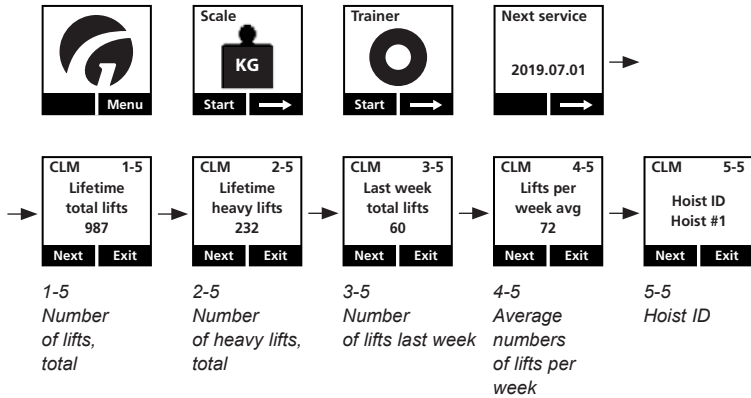 Menu
Scale
KG
Start
Trainer
Start
Next service
2019.07.01
CLM 1-5
Lifetime
total lifts
987
Next Exit
CLM 2-5
Lifetime
heavy lifts
232
Next Exit
CLM 3-5
Last week
total lifts
60
Next Exit
CLM 4-5
Lifts per
week avg
72
Next Exit
CLM 5-5
Hoist ID
Hoist #1
Next Exit
1-5
Number
of lifts,
total
2-5
Number
of heavy lifts,
total
3-5
Number
of lifts last week
4-5
Average
numbers
of lifts per
week
5-5
Hoist ID